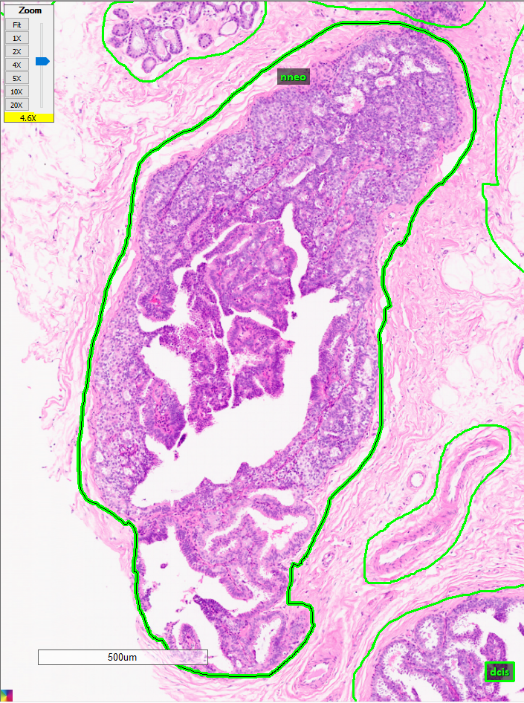 Zoom
Fit
1X
2X
4X
5X
10X
20X
4.6X
nneo
500um
dcis